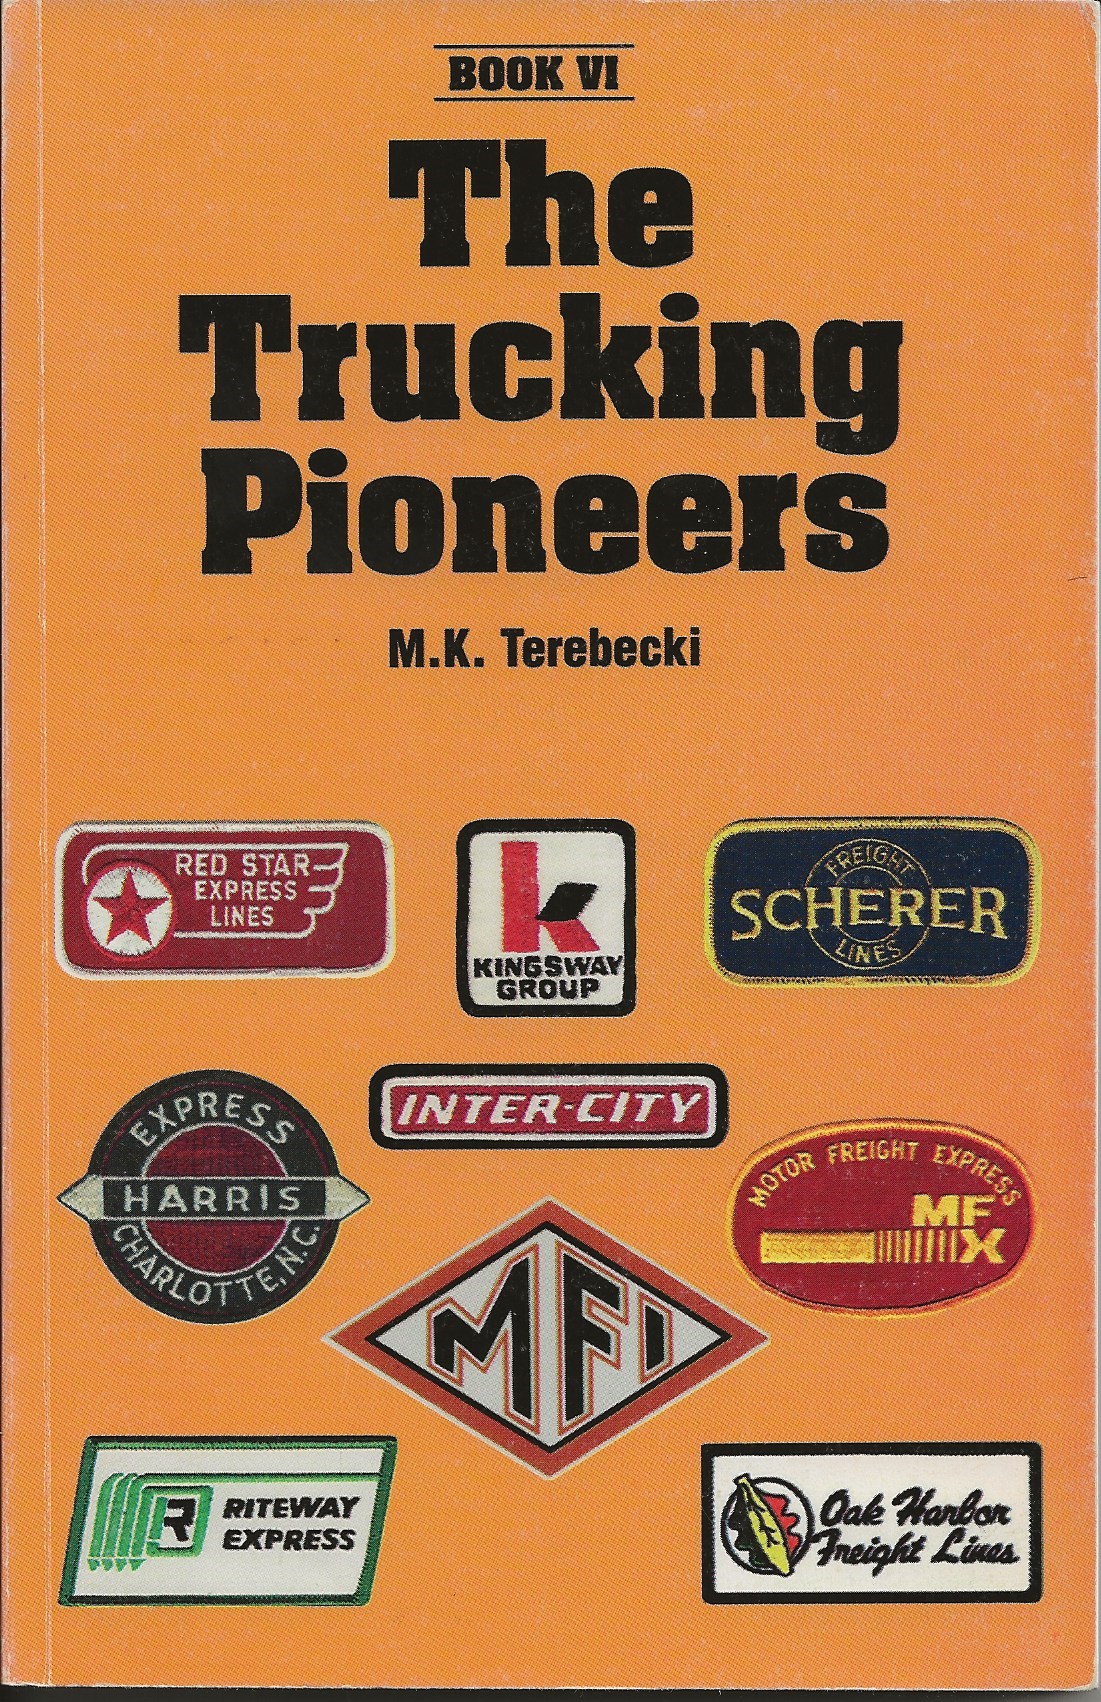 BOOK VI
The
Trucking
Pioneers
M.K. Terebecki
RED STAR
EXPRESS
LINES
k
KINGSWAY
GROUP
FREIGHT
SCHERER
LINES
INTER-CITY
EXPRESS
HARRIS
CHARLOTTE, N.C.
MOTOR FREIGHT EXPRESS
MF
X
MFI
R
RITEWAY
EXPRESS
Oak Harbor
Freight Lines